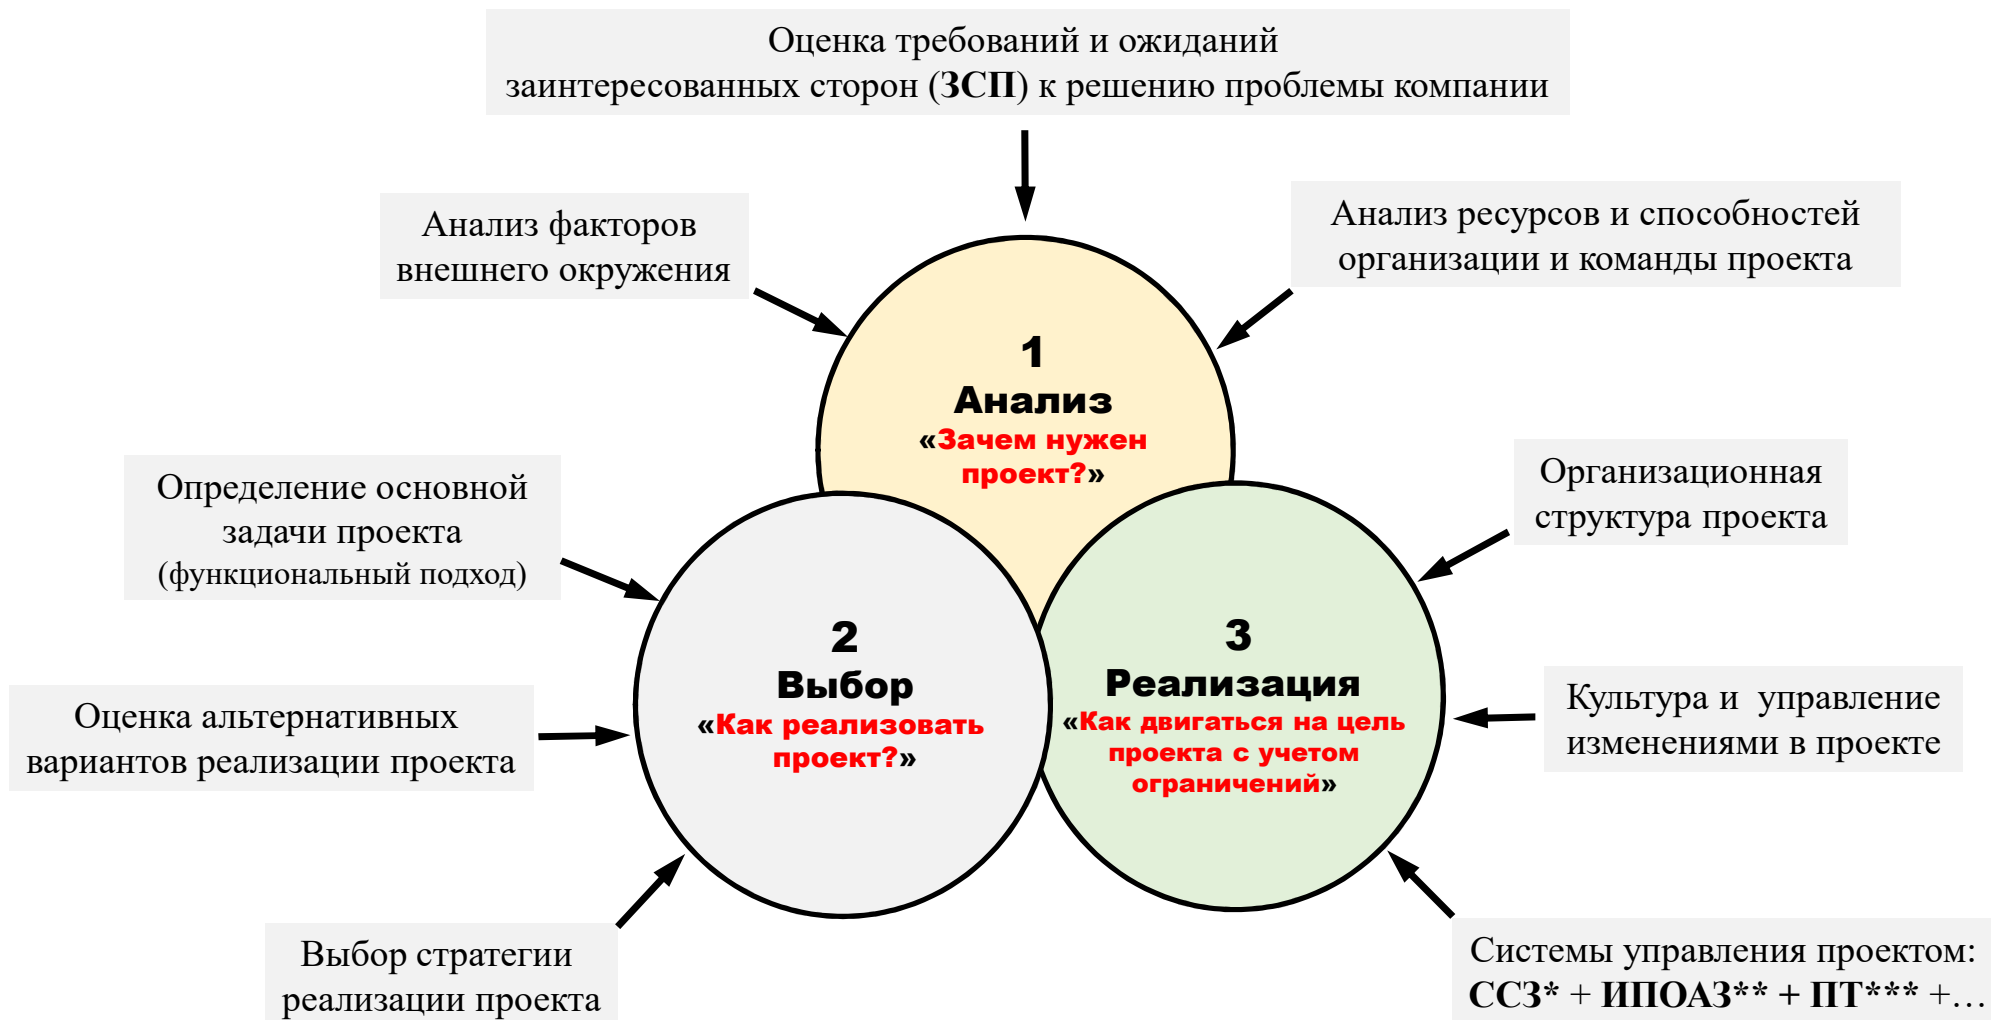 Оценка требований и ожиданий
заинтересованных сторон (ЗСП) к решению проблемы компании
Анализ факторов
внешнего окружения
Анализ ресурсов и способностей
организации и команды проекта
1
Анализ
«Зачем нужен
проект?»
Определение основной
задачи проекта
(функциональный подход)
Организационная
структура проекта
2
Выбор
«Как реализовать
проект?»
3
Реализация
«Как двигаться на цель
проекта с учетом
ограничений»
Оценка альтернативных
вариантов реализации проекта
Культура и управление
изменениями в проекте
Выбор стратегии
реализации проекта
Системы управления проектом:
ССЗ* + ИПОАЗ** + ПТ*** +…